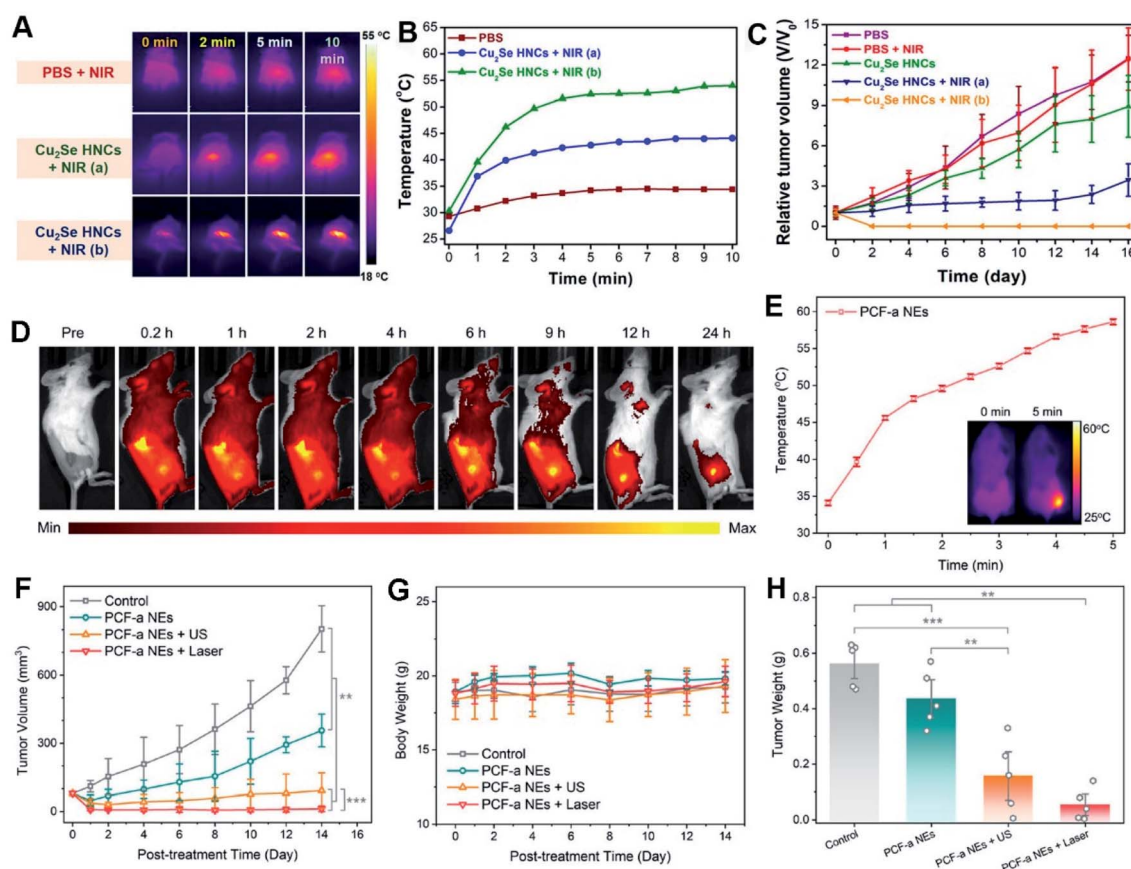 A
0 min 2 min 5 min 10 min
55 ºC
PBS + NIR
Cu₂Se HNCs
+ NIR (a)
Cu₂Se HNCs
+ NIR (b)
18 ºC
B
PBS
Cu₂Se HNCs + NIR (a)
Cu₂Se HNCs + NIR (b)
Temperature (°C)
60
55
50
45
40
35
30
25
0 1 2 3 4 5 6 7 8 9 10
Time (min)
C
PBS
PBS + NIR
Cu₂Se HNCs
Cu₂Se HNCs + NIR (a)
Cu₂Se HNCs + NIR (b)
Relative tumor volume (V/V₀)
15
12
9
6
3
0
0 2 4 6 8 10 12 14 16
Time (day)
D
Pre 0.2 h 1 h 2 h 4 h 6 h 9 h 12 h 24 h
Min Max
E
PCF-a NEs
Temperature (°C)
60
55
50
45
40
35
30
0 min 5 min
60ºC
25ºC
0 1 2 3 4 5
Time (min)
F
Control
PCF-a NEs
PCF-a NEs + US
PCF-a NEs + Laser
Tumor Volume (mm³)
900
600
300
0
**
***
0 2 4 6 8 10 12 14 16
Post-treatment Time (Day)
G
Body Weight (g)
25
20
15
10
Control
PCF-a NEs
PCF-a NEs + US
PCF-a NEs + Laser
0 2 4 6 8 10 12 14
Post-treatment Time (Day)
H
Tumor Weight (g)
0.8
0.6
0.4
0.2
0.0
**
***
**
Control PCF-a NEs PCF-a NEs + US PCF-a NEs + Laser